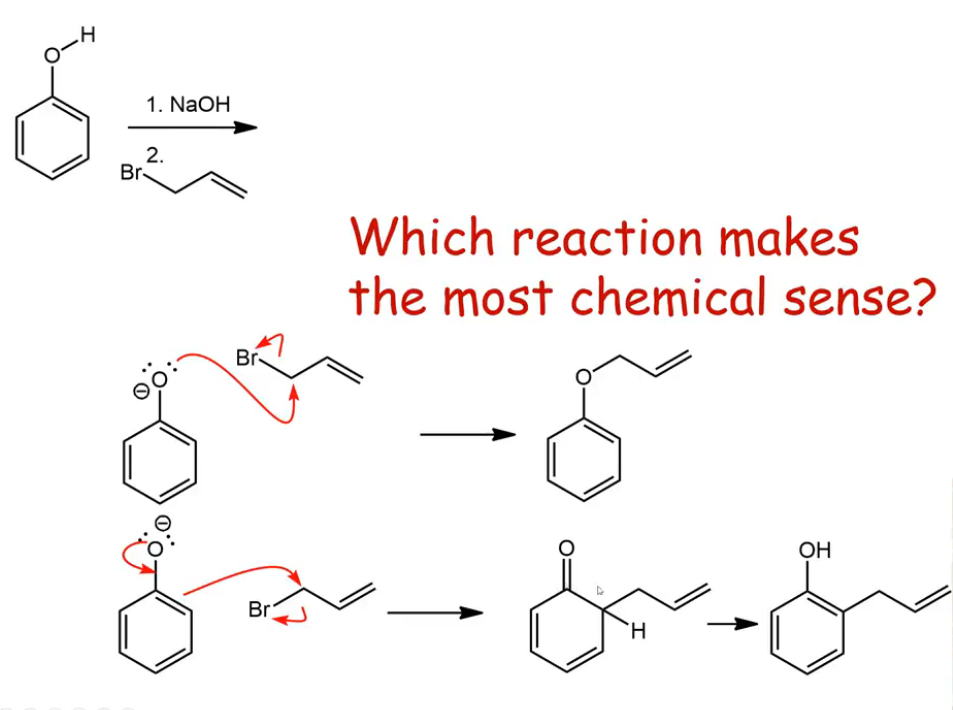 H
O
1. NaOH
2.
Br
Which reaction makes
the most chemical sense?
Br
O
⊖
O
⊖
O
Br
O
H
OH